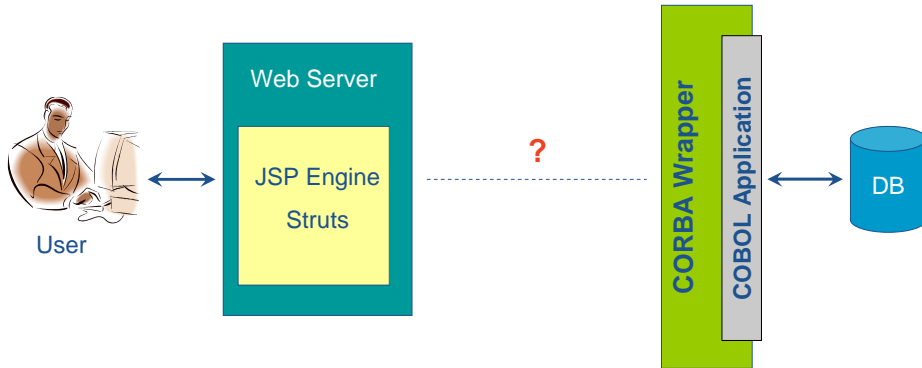 Web Server
JSP Engine
Struts
User
?
CORBA Wrapper
COBOL Application
DB